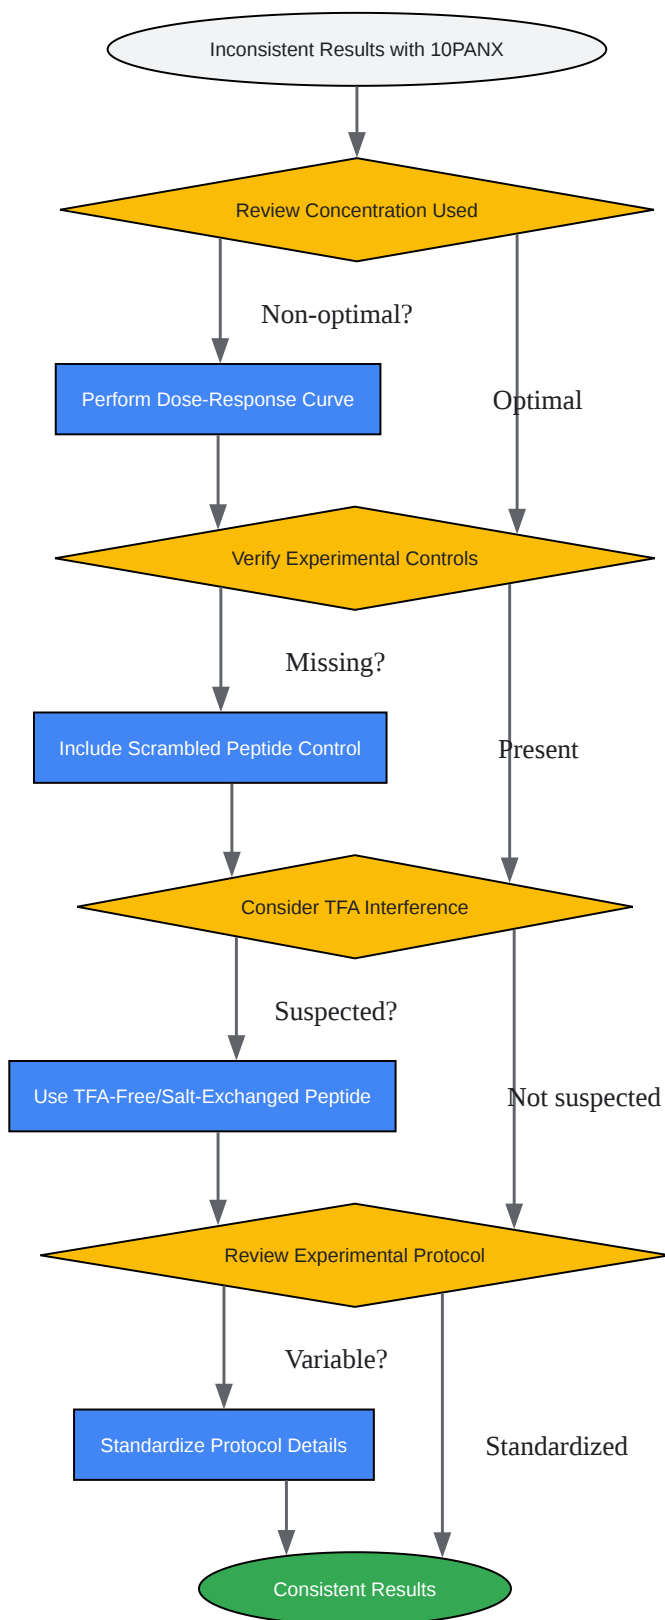 Inconsistent Results with 10PANX
Review Concentration Used
Non-optimal?
Perform Dose-Response Curve
Optimal
Verify Experimental Controls
Missing?
Include Scrambled Peptide Control
Present
Consider TFA Interference
Suspected?
Use TFA-Free/Salt-Exchanged Peptide
Not suspected
Review Experimental Protocol
Variable?
Standardize Protocol Details
Standardized
Consistent Results